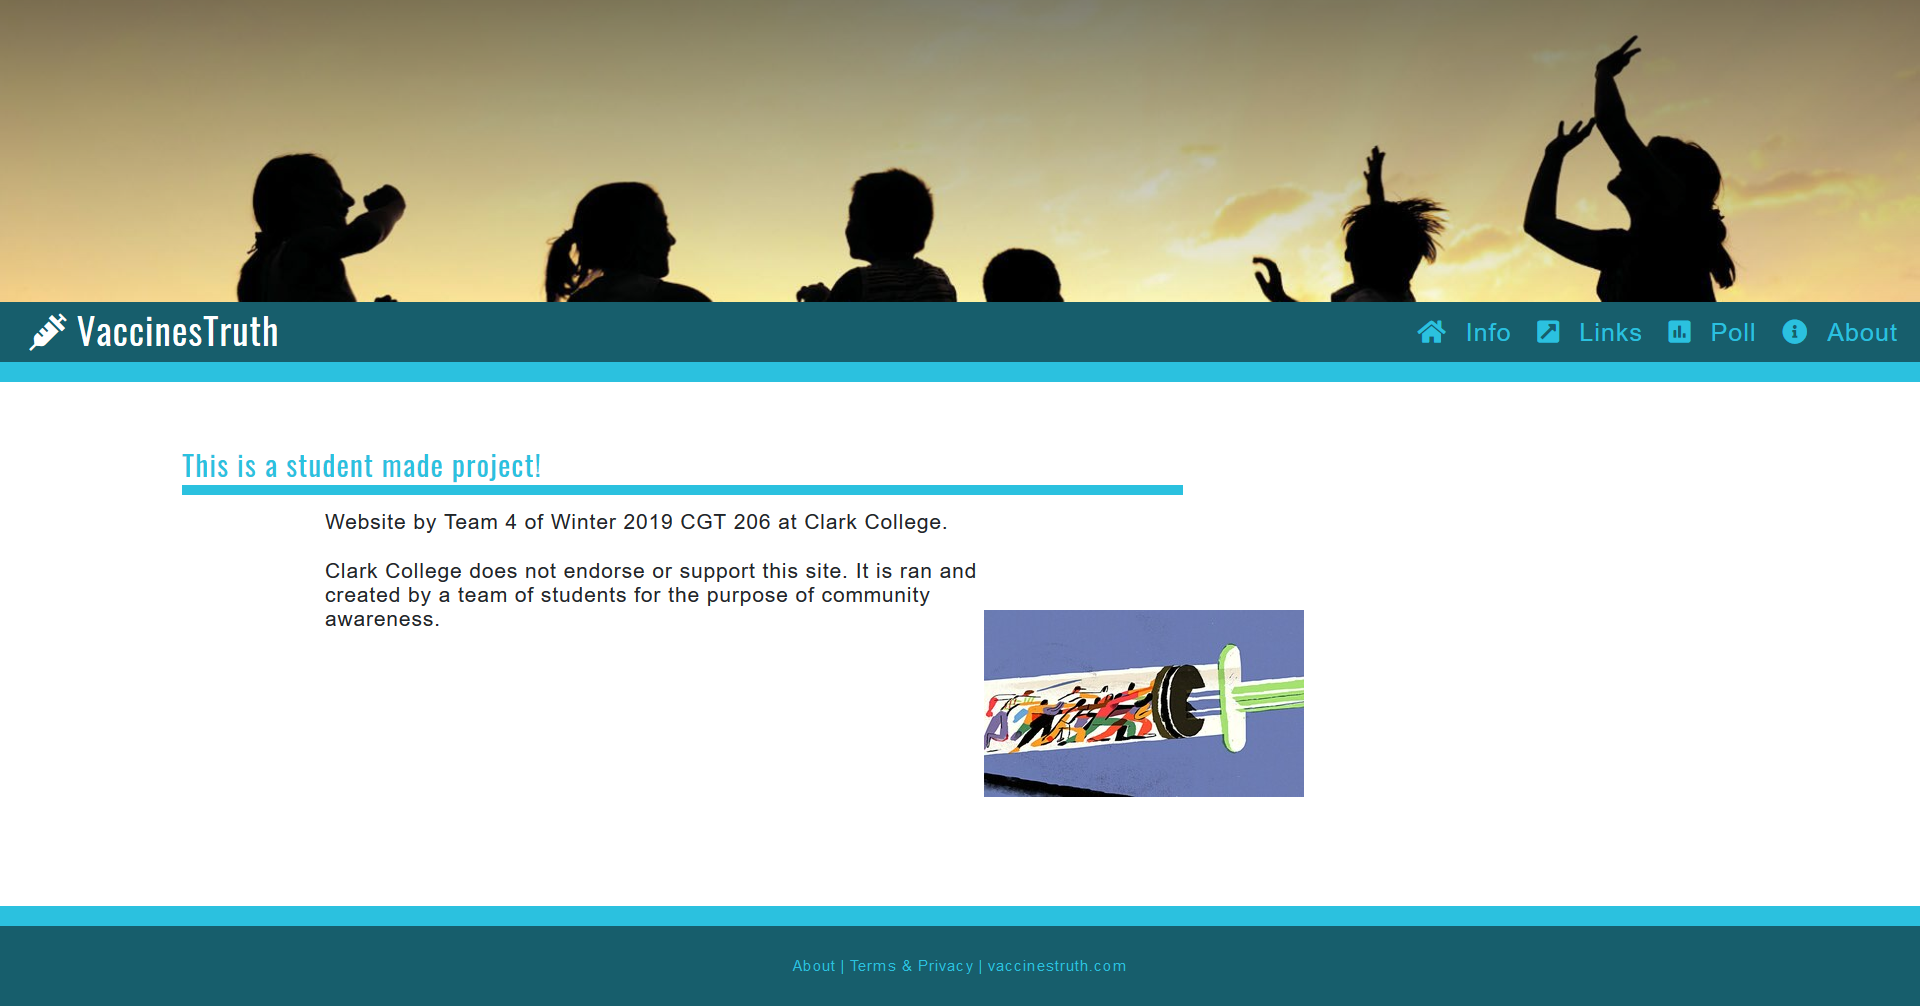 VaccinesTruth
Info Links Poll About
This is a student made project!
Website by Team 4 of Winter 2019 CGT 206 at Clark College.
Clark College does not endorse or support this site. It is ran and
created by a team of students for the purpose of community
awareness.
About | Terms & Privacy | vaccinestruth.com